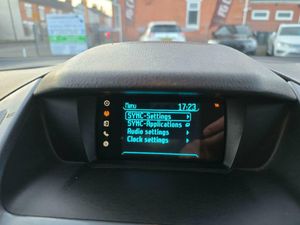 Menu 17:23
SYNC-Settings
SYNC-Applications
Audio settings
Clock settings